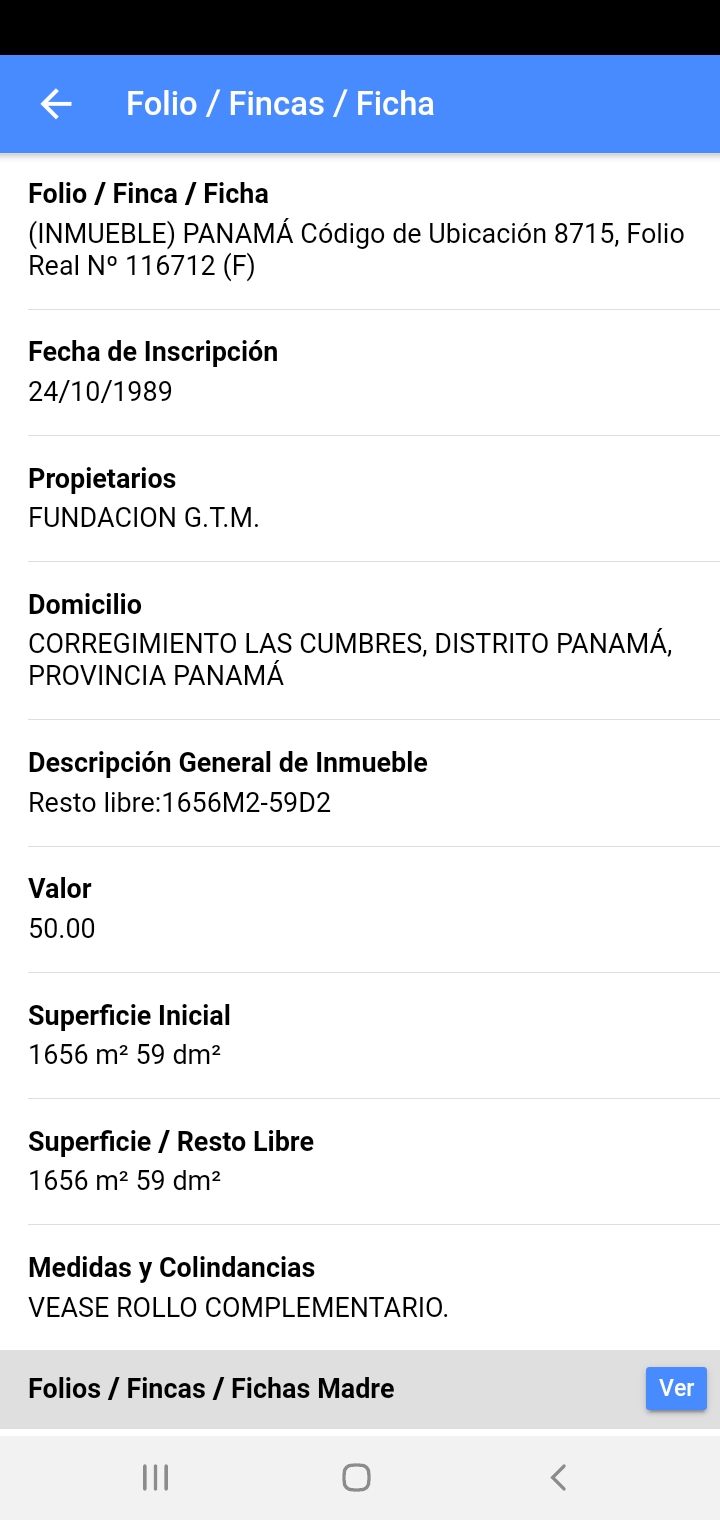 Folio / Fincas / Ficha
Folio / Finca / Ficha
(INMUEBLE) PANAMÁ Código de Ubicación 8715, Folio
Real Nº 116712 (F)
Fecha de Inscripción
24/10/1989
Propietarios
FUNDACION G.T.M.
Domicilio
CORREGIMIENTO LAS CUMBRES, DISTRITO PANAMÁ,
PROVINCIA PANAMÁ
Descripción General de Inmueble
Resto libre:1656M2-59D2
Valor
50.00
Superficie Inicial
1656 m² 59 dm²
Superficie / Resto Libre
1656 m² 59 dm²
Medidas y Colindancias
VEASE ROLLO COMPLEMENTARIO.
Folios / Fincas / Fichas Madre
Ver